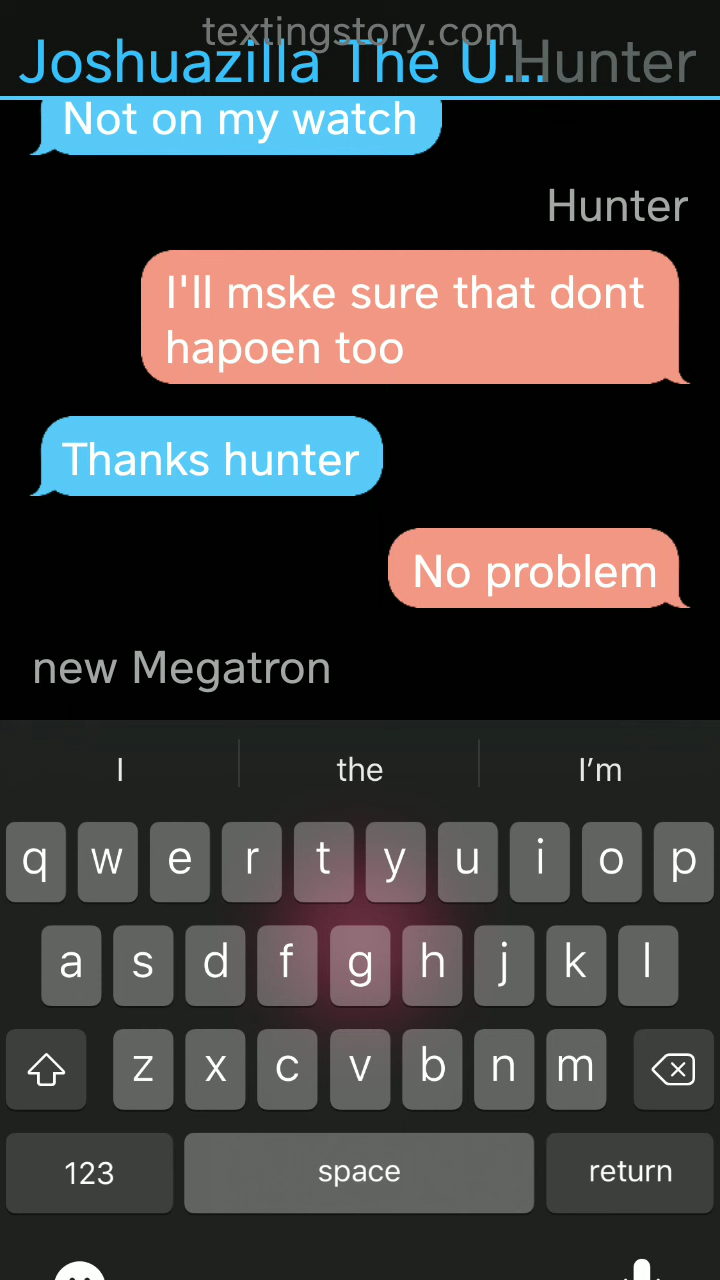 textingstory.com
Joshuazilla The U... Hunter
Not on my watch
Hunter
I'll mske sure that dont
hapoen too
Thanks hunter
No problem
new Megatron
I the I'm
q w e r t y u i o p
a s d f g h j k l
z x c v b n m
123 space return